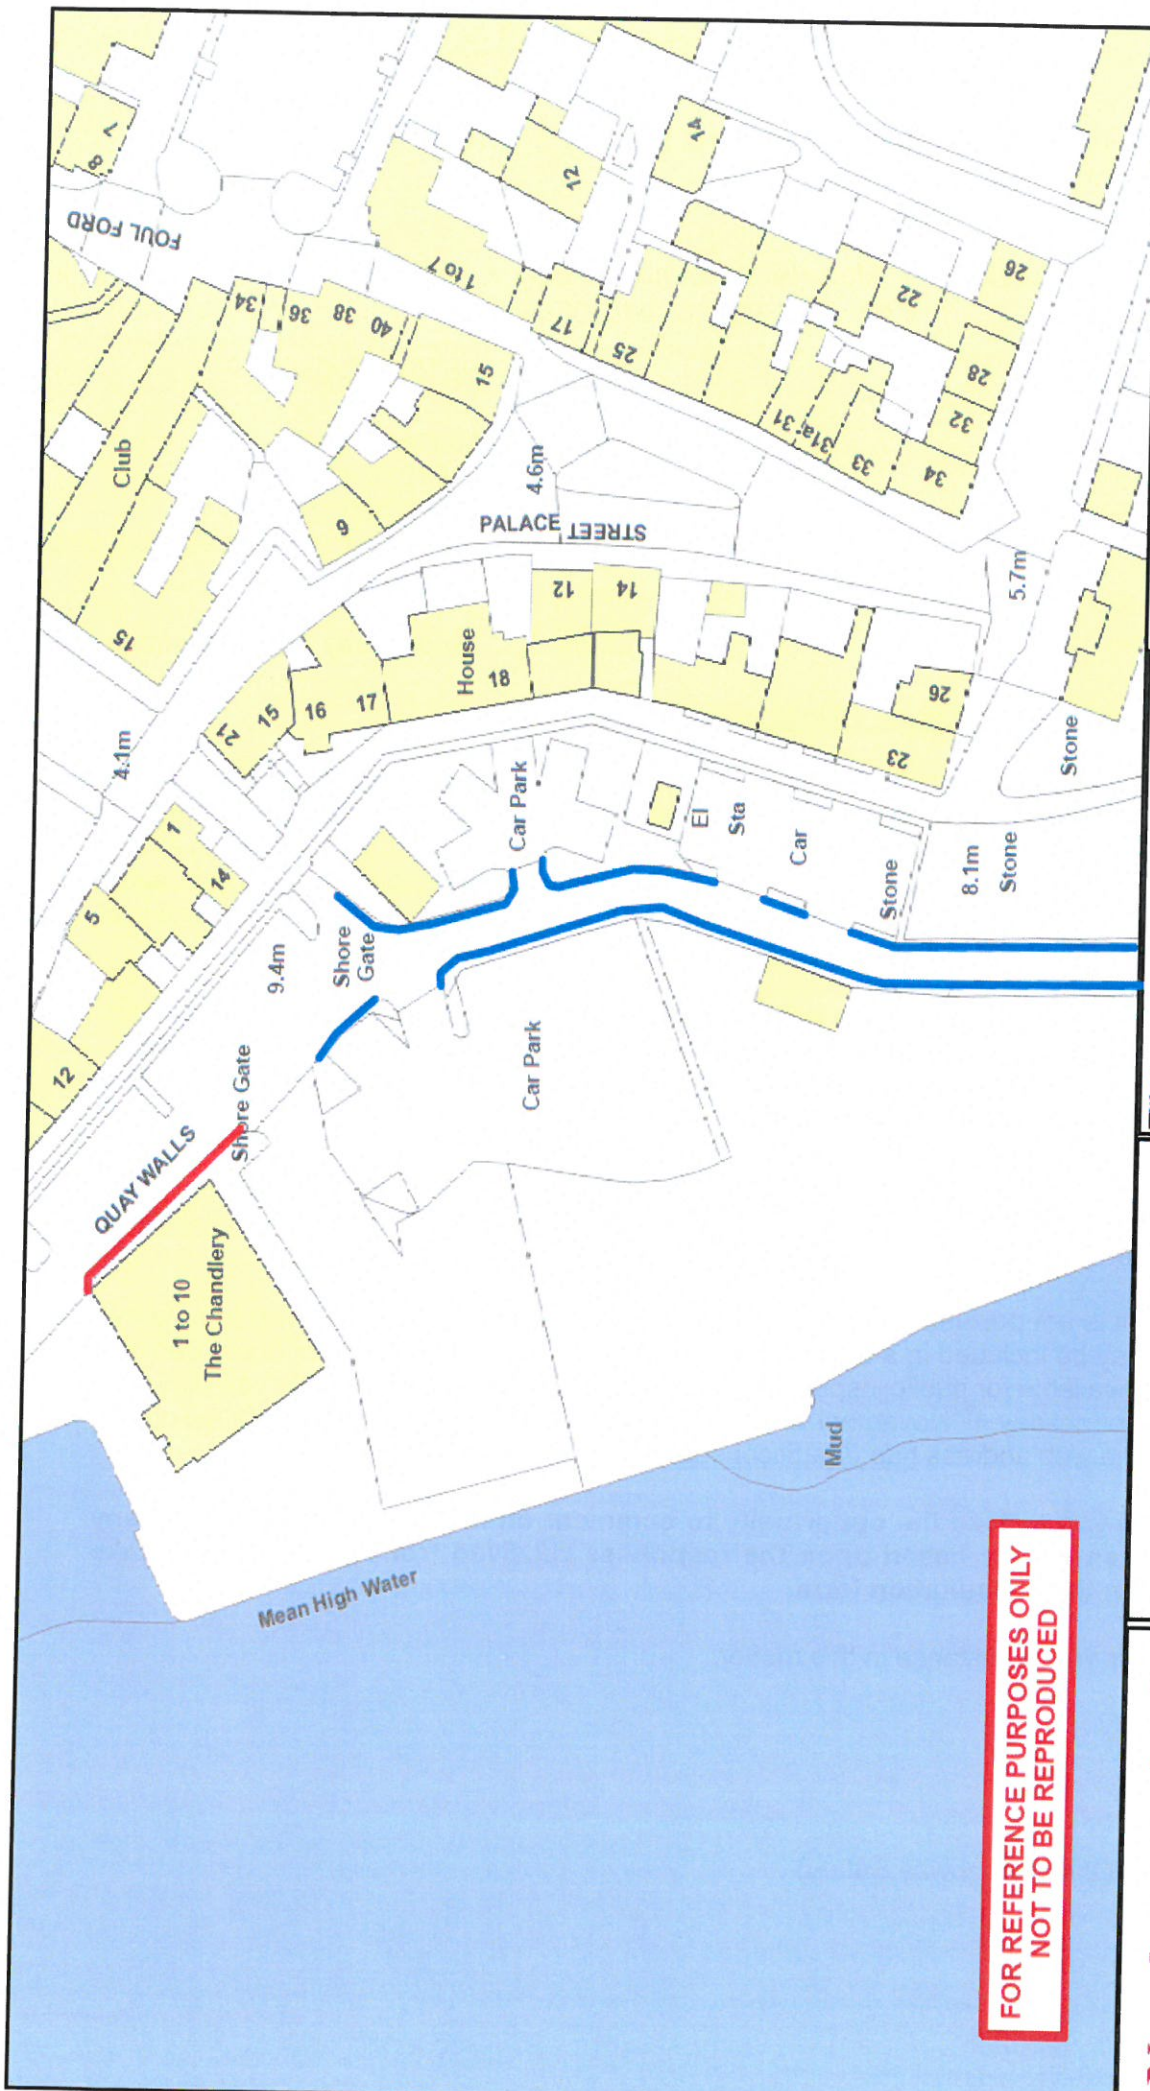 FOUL FORD
7
8
34
36
38
40
15
1 to 7
12
14
17
25
22
26
28
32
31
31a
33
34
Club
15
6
4.6m
PALACE STREET
12
14
House
18
17
16
15
21
4.1m
26
23
5.7m
Stone
1
14
5
12
9.4m
Shore
Gate
Car Park
El
Sta
Car
Stone
8.1m
Stone
QUAY WALLS
Shore Gate
Car Park
1 to 10
The Chandlery
Mud
Mean High Water
FOR REFERENCE PURPOSES ONLY
NOT TO BE REPRODUCED